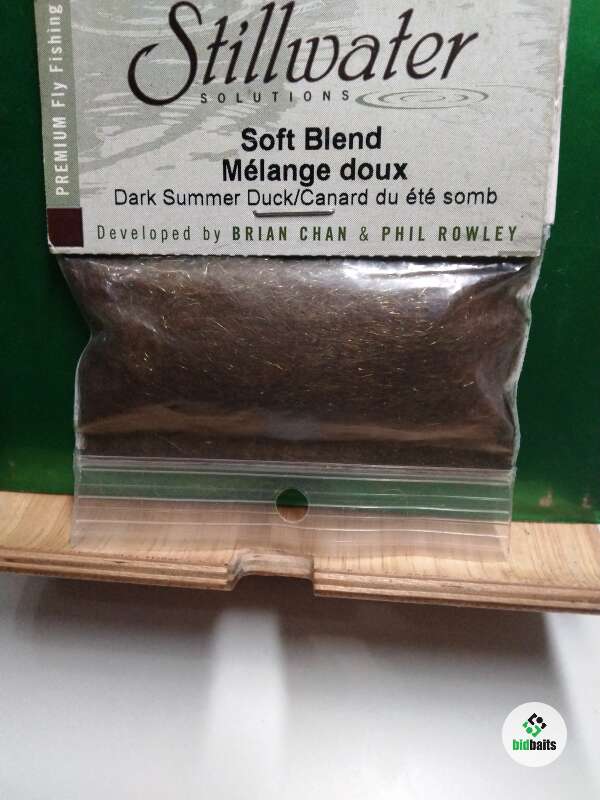 PREMIUM Fly Fishing
Stillwater
SOLUTIONS
Soft Blend
Mélange doux
Dark Summer Duck/Canard du été somb
Developed by BRIAN CHAN & PHIL ROWLEY
bidbaits